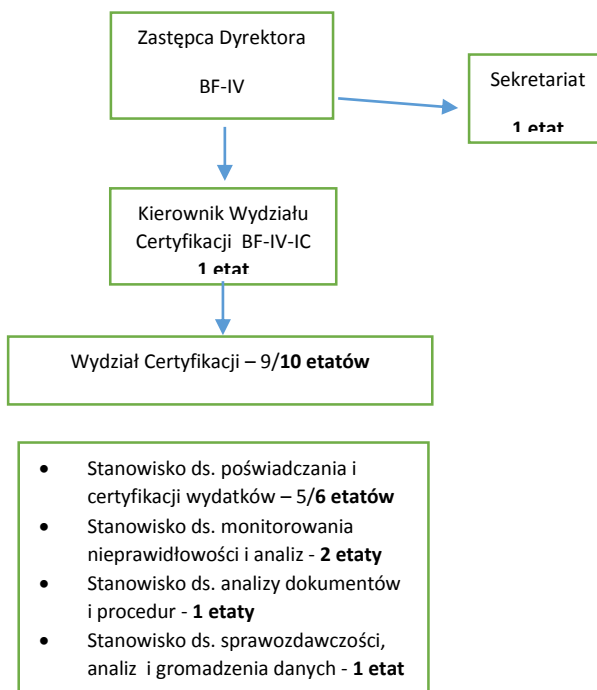 Zastępca Dyrektora
BF-IV
Sekretariat
1 etat
Kierownik Wydziału
Certyfikacji BF-IV-IC
1 etat
Wydział Certyfikacji – 9/10 etatów
• Stanowisko ds. poświadczania i
certyfikacji wydatków – 5/6 etatów
• Stanowisko ds. monitorowania
nieprawidłowości i analiz - 2 etaty
• Stanowisko ds. analizy dokumentów
i procedur - 1 etaty
• Stanowisko ds. sprawozdawczości,
analiz i gromadzenia danych - 1 etat